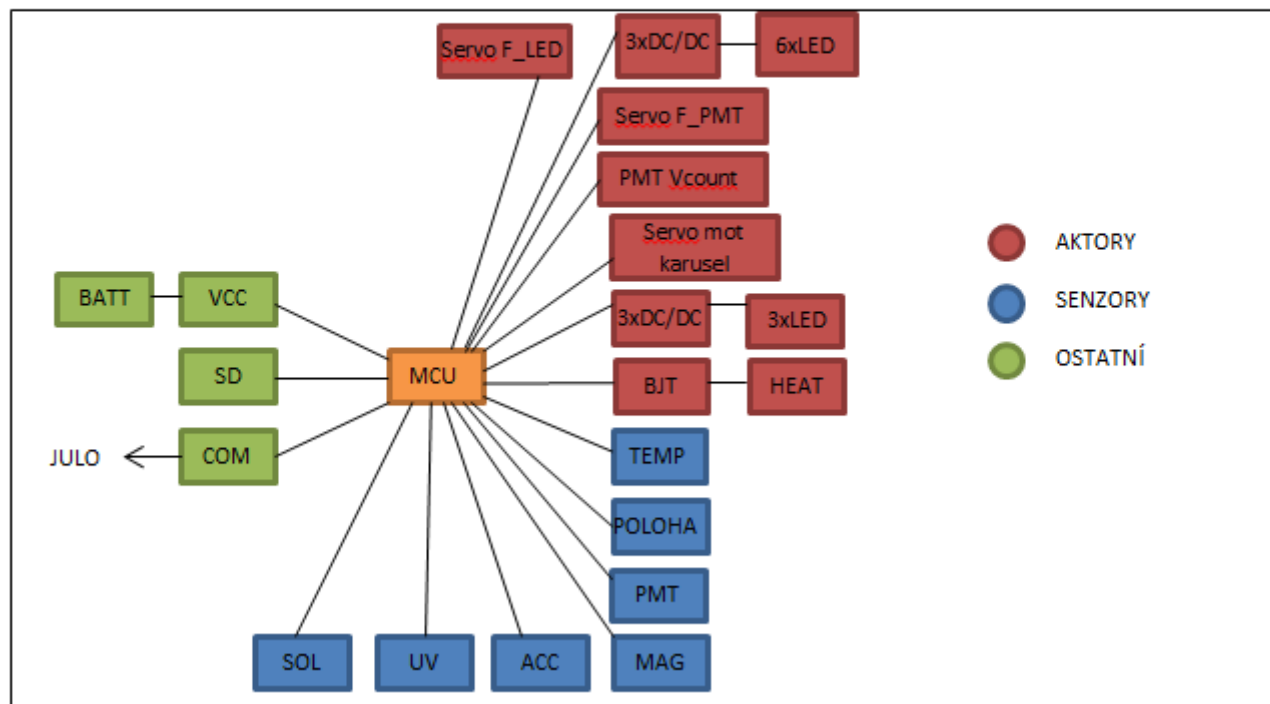 Servo F_LED
3xDC/DC
6xLED
Servo F_PMT
PMT Vcount
Servo mot
karusel
AKTORY
BATT
VCC
3xDC/DC
3xLED
SENZORY
SD
MCU
BJT
HEAT
OSTATNÍ
JULO
COM
TEMP
POLOHA
PMT
SOL
UV
ACC
MAG